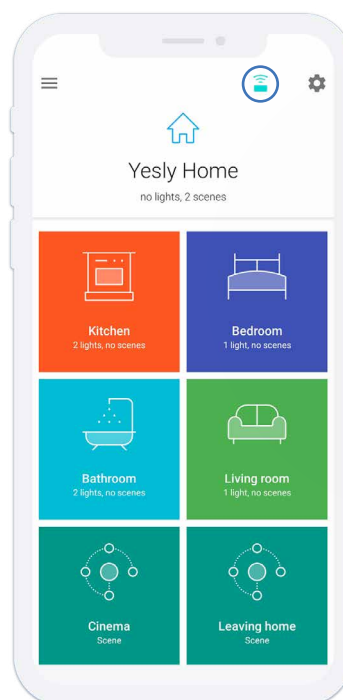 Yesly Home
no lights, 2 scenes
Kitchen
2 lights, no scenes
Bedroom
1 light, no scenes
Bathroom
2 lights, no scenes
Living room
1 light, no scenes
Cinema
Scene
Leaving home
Scene